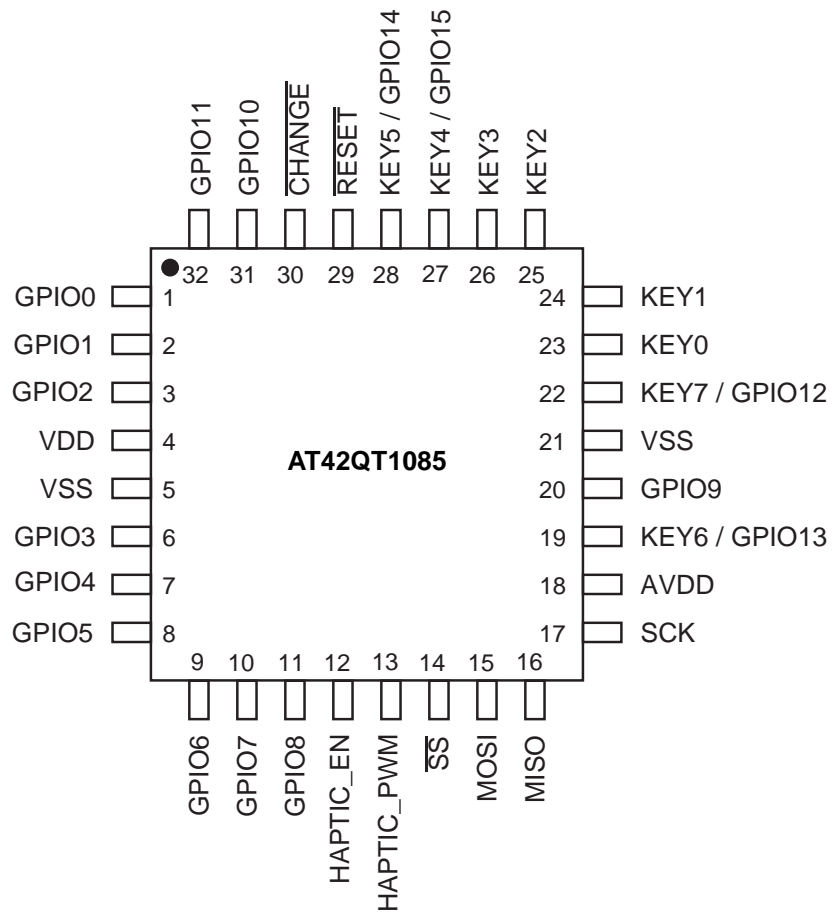 GPIO11
GPIO10
C̅H̅A̅N̅G̅E̅
R̅E̅S̅E̅T̅
KEY5 / GPIO14
KEY4 / GPIO15
KEY3
KEY2
32
31
30
29
28
27
26
25
GPIO0
1
GPIO1
2
GPIO2
3
VDD
4
VSS
5
GPIO3
6
GPIO4
7
GPIO5
8
AT42QT1085
24
KEY1
23
KEY0
22
KEY7 / GPIO12
21
VSS
20
GPIO9
19
KEY6 / GPIO13
18
AVDD
17
SCK
9
10
11
12
13
14
15
16
GPIO6
GPIO7
GPIO8
HAPTIC_EN
HAPTIC_PWM
S̅S̅
MOSI
MISO